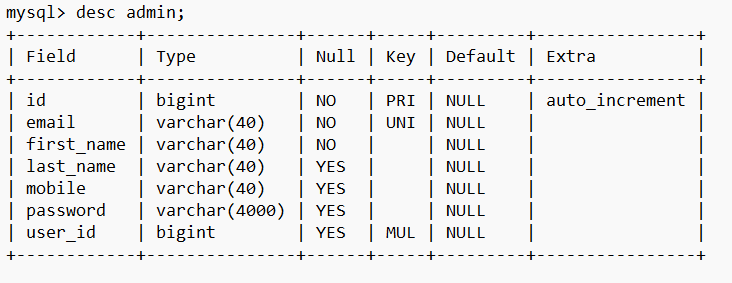 mysql> desc admin;
+------------+---------------+------+-----+---------+----------------+
| Field      | Type          | Null | Key | Default | Extra          |
+------------+---------------+------+-----+---------+----------------+
| id         | bigint        | NO   | PRI | NULL    | auto_increment |
| email      | varchar(40)   | NO   | UNI | NULL    |                |
| first_name | varchar(40)   | NO   |     | NULL    |                |
| last_name  | varchar(40)   | YES  |     | NULL    |                |
| mobile     | varchar(40)   | YES  |     | NULL    |                |
| password   | varchar(4000) | YES  |     | NULL    |                |
| user_id    | bigint        | YES  | MUL | NULL    |                |
+------------+---------------+------+-----+---------+----------------+